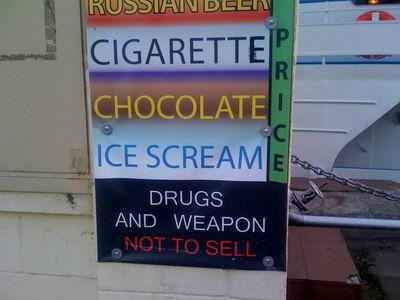 RUSSIAN BEER
CIGARETTE
CHOCOLATE
ICE SCREAM
PRICE
DRUGS
AND WEAPON
NOT TO SELL